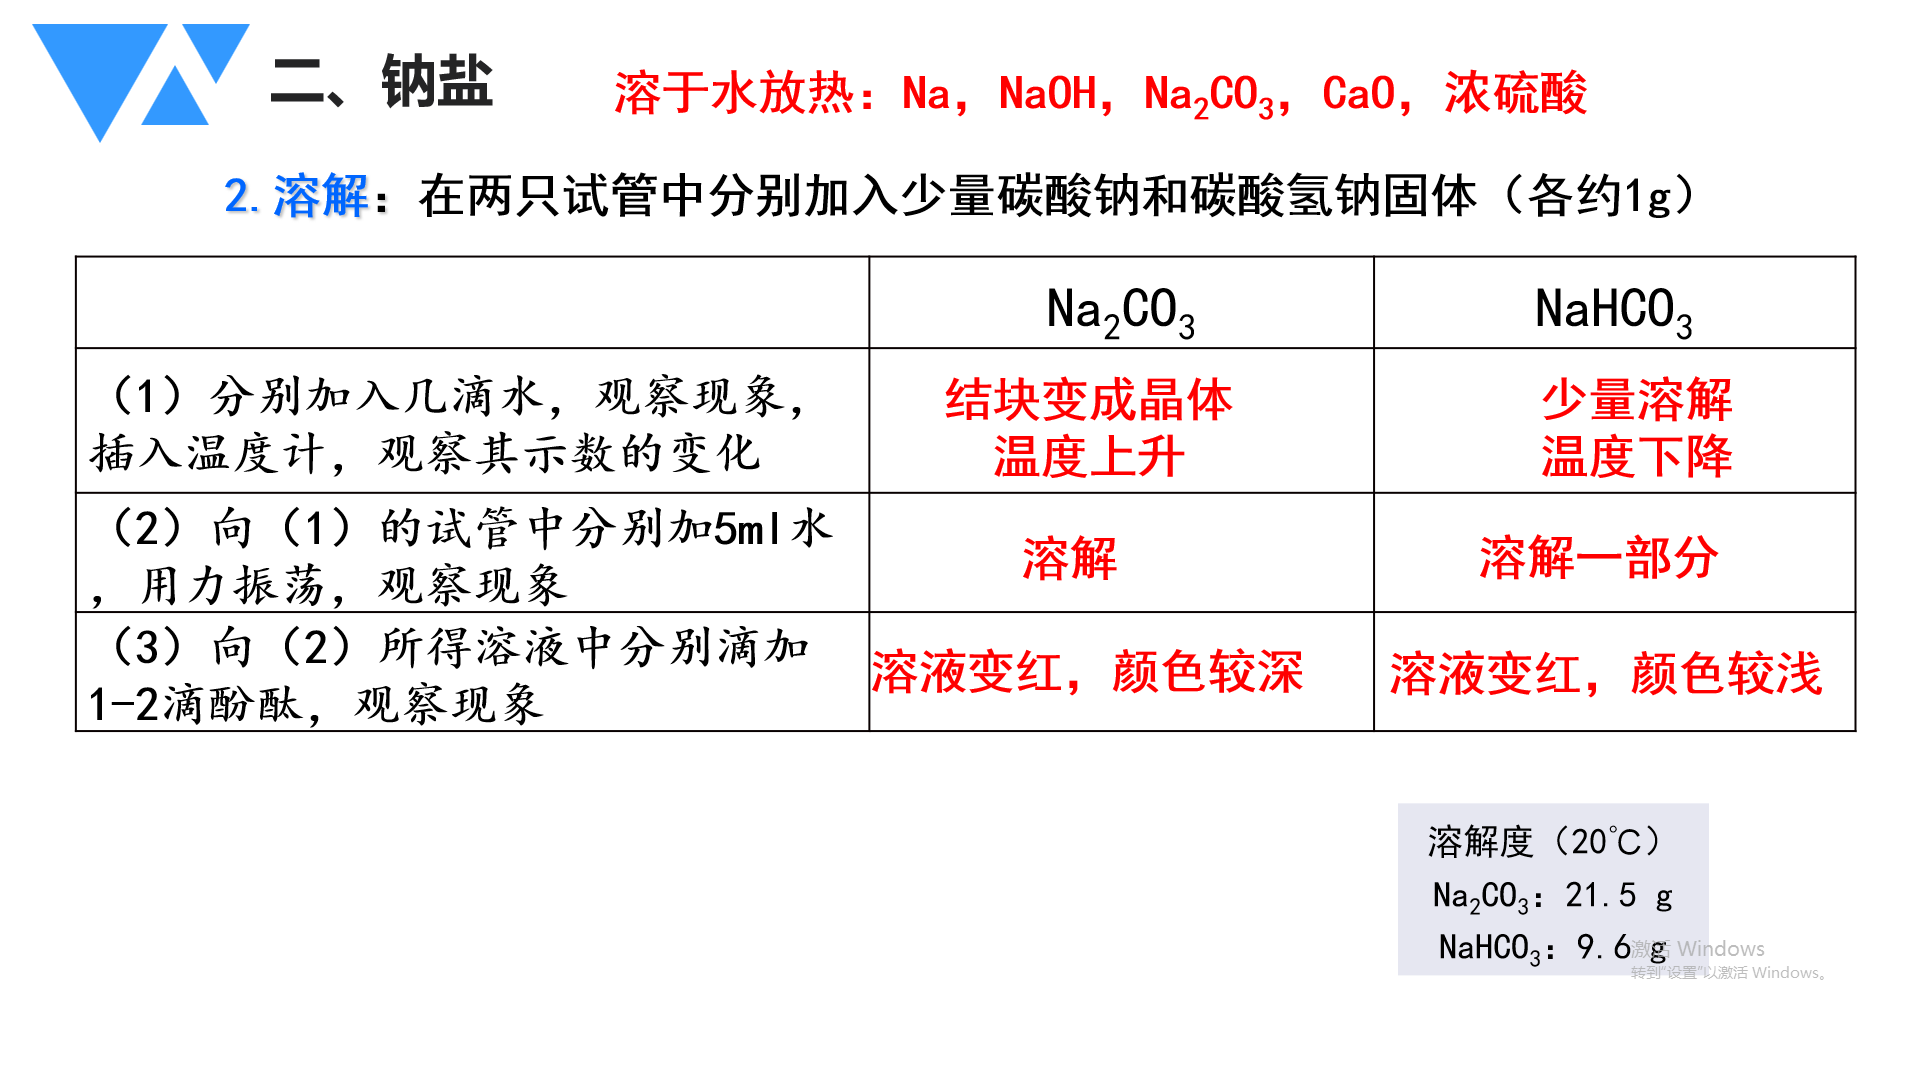 二、钠盐
溶于水放热：Na，NaOH，Na₂CO₃，CaO，浓硫酸
2.溶解：在两只试管中分别加入少量碳酸钠和碳酸氢钠固体（各约1g）
Na₂CO₃
NaHCO₃
（1）分别加入几滴水，观察现象，
插入温度计，观察其示数的变化
结块变成晶体
温度上升
少量溶解
温度下降
（2）向（1）的试管中分别加5ml水
，用力振荡，观察现象
溶解
溶解一部分
（3）向（2）所得溶液中分别滴加
1-2滴酚酞，观察现象
溶液变红，颜色较深
溶液变红，颜色较浅
溶解度（20℃）
Na₂CO₃：21.5 g
NaHCO₃：9.6 g
激活 Windows
转到“设置”以激活 Windows。